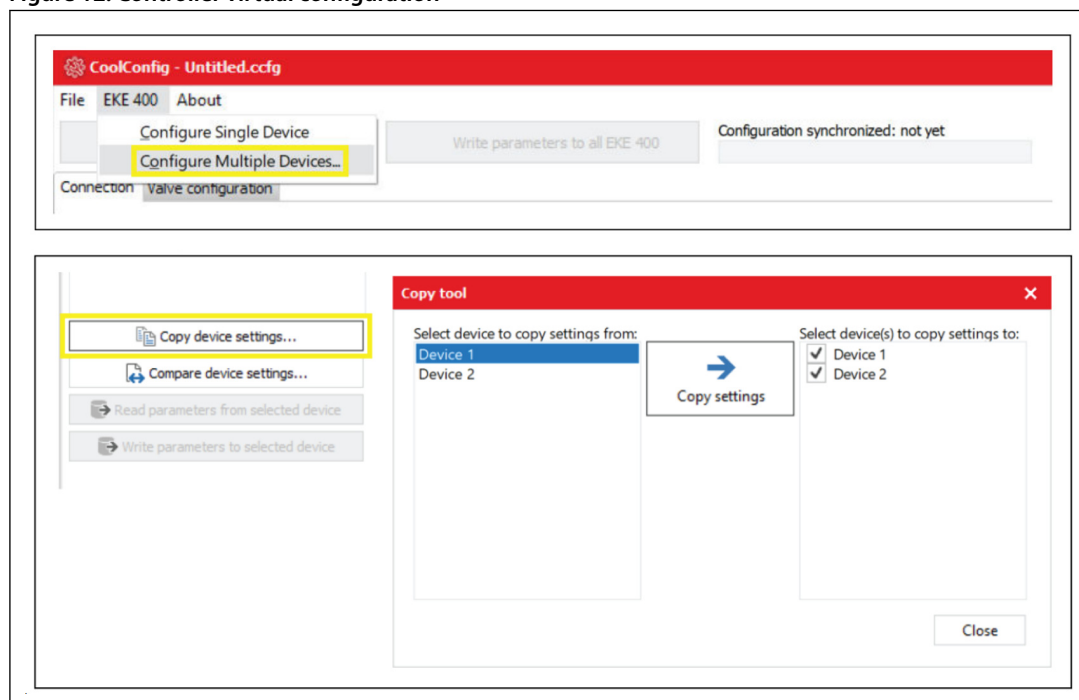 CoolConfig - Untitled.ccfg
File EKE 400 About
Configure Single Device
Configure Multiple Devices...
Write parameters to all EKE 400
Configuration synchronized: not yet
Connection Valve configuration
Copy device settings...
Compare device settings...
Read parameters from selected device
Write parameters to selected device
Copy tool
Select device to copy settings from:
Device 1
Device 2
Copy settings
Select device(s) to copy settings to:
Device 1
Device 2
Close